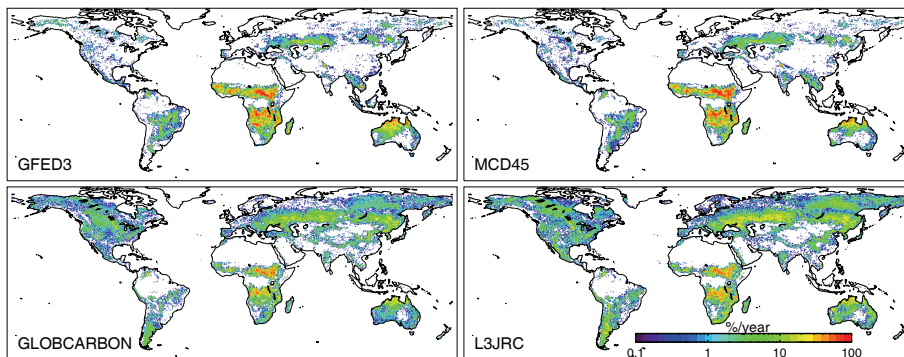 GFED3
MCD45
GLOBCARBON
L3JRC
%/year
0.1 1 10 100